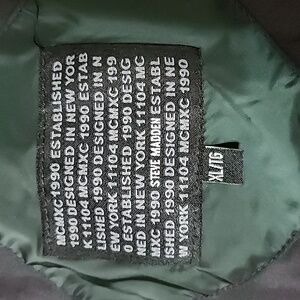 MCMXC 1990 ESTABLISHED
1990 DESIGNED IN NEW YOR
K 11104 MCMXC 1990 ESTAB
LISHED 1990 DESIGNED IN N
EW YORK 11104 MCMXC 199
0 ESTABLISHED 1990 DESIG
NED IN NEW YORK 11104 MC
MXC 1990 STEVE MADDEN ESTABL
ISHED 1990 DESIGNED IN NE
W YORK 11104 MCMXC 1990
XL/TG